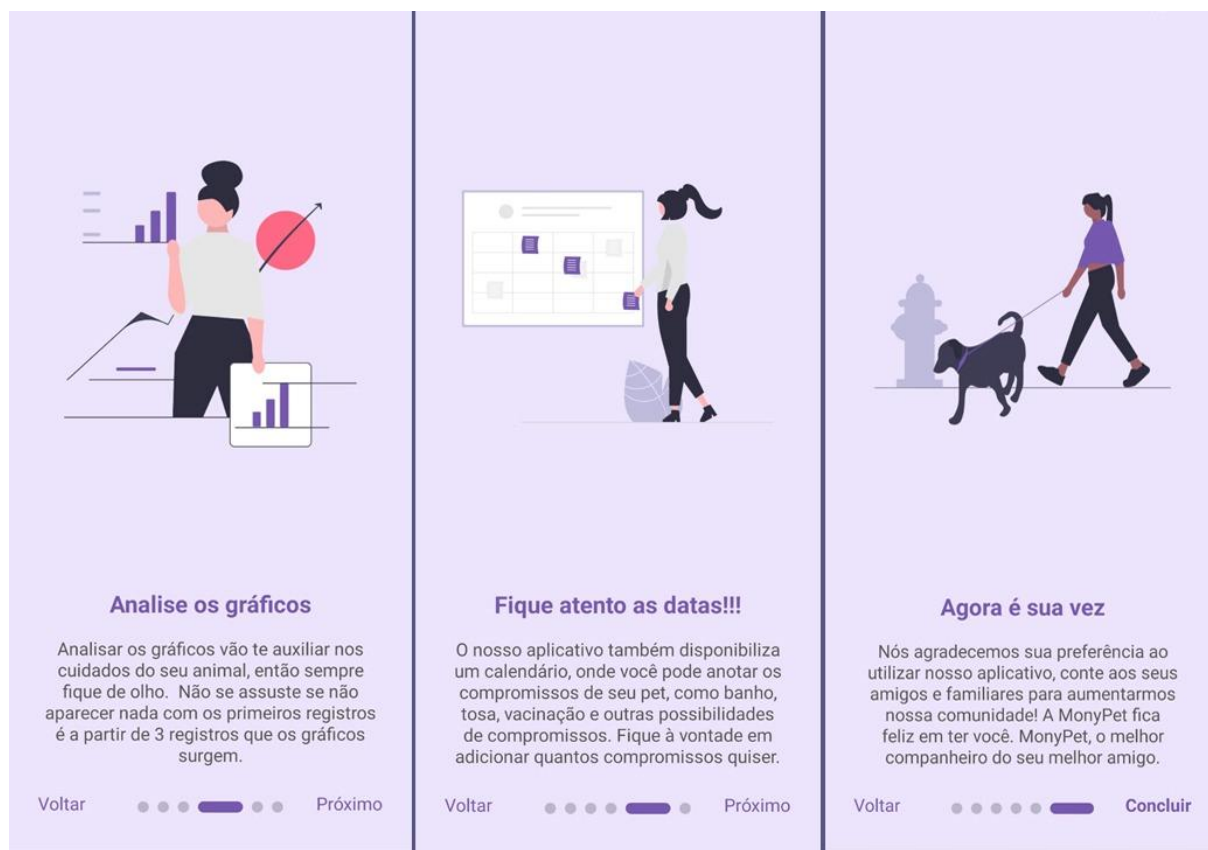 Analise os gráficos
Analisar os gráficos vão te auxiliar nos
cuidados do seu animal, então sempre
fique de olho.  Não se assuste se não
aparecer nada com os primeiros registros
é a partir de 3 registros que os gráficos
surgem.
Voltar
Próximo
Fique atento as datas!!!
O nosso aplicativo também disponibiliza
um calendário, onde você pode anotar os
compromissos de seu pet, como banho,
tosa, vacinação e outras possibilidades
de compromissos. Fique à vontade em
adicionar quantos compromissos quiser.
Voltar
Próximo
Agora é sua vez
Nós agradecemos sua preferência ao
utilizar nosso aplicativo, conte aos seus
amigos e familiares para aumentarmos
nossa comunidade! A MonyPet fica
feliz em ter você. MonyPet, o melhor
companheiro do seu melhor amigo.
Voltar
Concluir